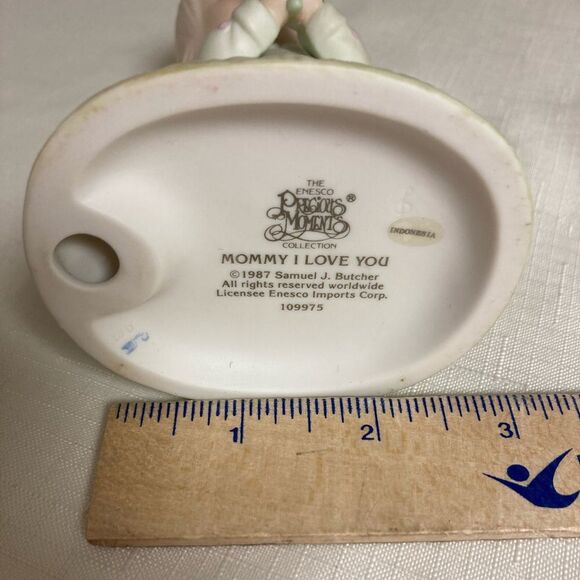 THE
ENESCO
PRECIOUS
MOMENTS ®
COLLECTION
INDONESIA
MOMMY I LOVE YOU
©1987 Samuel J. Butcher
All rights reserved worldwide
Licensee Enesco Imports Corp.
109975
1 2 3